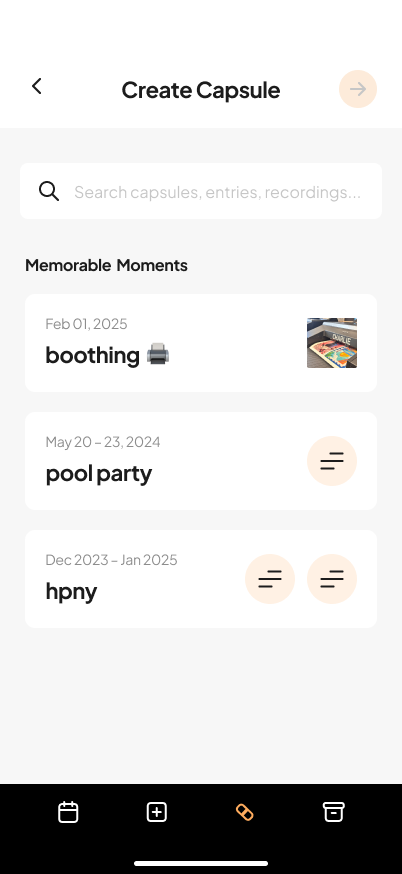 Create Capsule
Search capsules, entries, recordings...
Memorable Moments
Feb 01, 2025
boothing 🖨️
May 20 – 23, 2024
pool party
Dec 2023 – Jan 2025
hpny